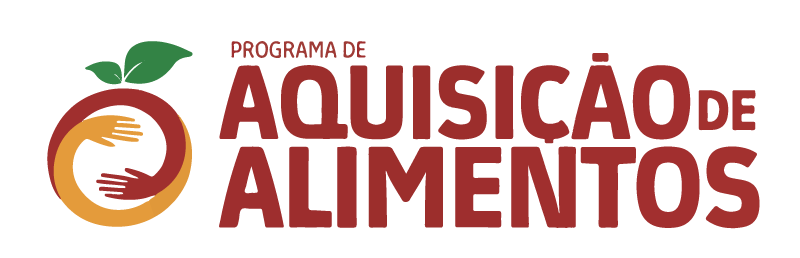 PROGRAMA DE
AQUISIÇÃO DE
ALIMENTOS